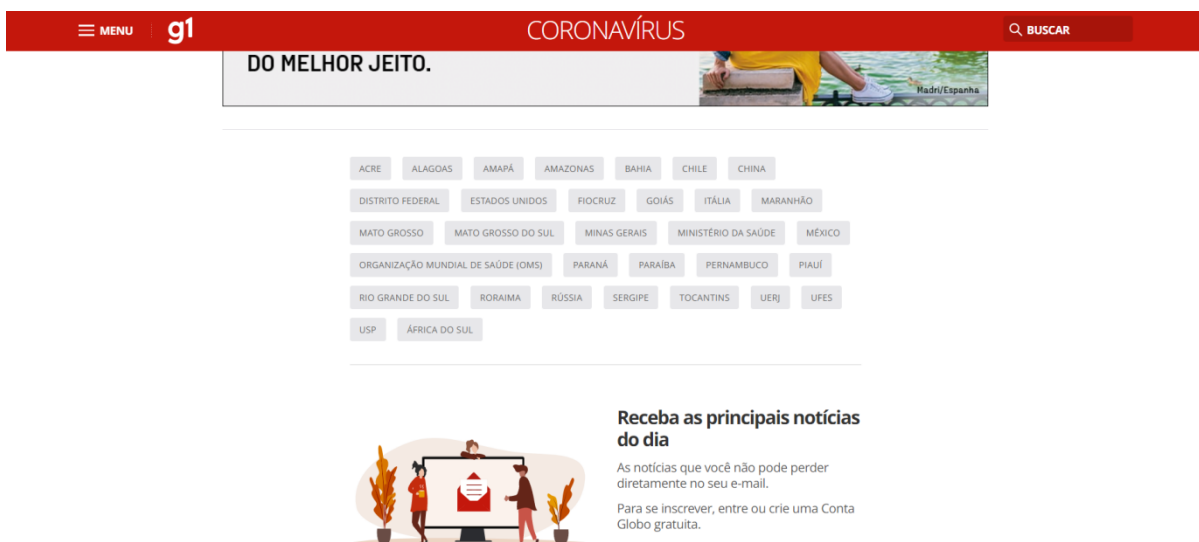 MENU g1 CORONAVÍRUS BUSCAR
DO MELHOR JEITO.
Madri/Espanha
ACRE ALAGOAS AMAPÁ AMAZONAS BAHIA CHILE CHINA
DISTRITO FEDERAL ESTADOS UNIDOS FIOCRUZ GOIÁS ITÁLIA MARANHÃO
MATO GROSSO MATO GROSSO DO SUL MINAS GERAIS MINISTÉRIO DA SAÚDE MÉXICO
ORGANIZAÇÃO MUNDIAL DE SAÚDE (OMS) PARANÁ PARAÍBA PERNAMBUCO PIAUÍ
RIO GRANDE DO SUL RORAIMA RÚSSIA SERGIPE TOCANTINS UERJ UFES
USP ÁFRICA DO SUL
Receba as principais notícias
do dia
As notícias que você não pode perder
diretamente no seu e-mail.
Para se inscrever, entre ou crie uma Conta
Globo gratuita.